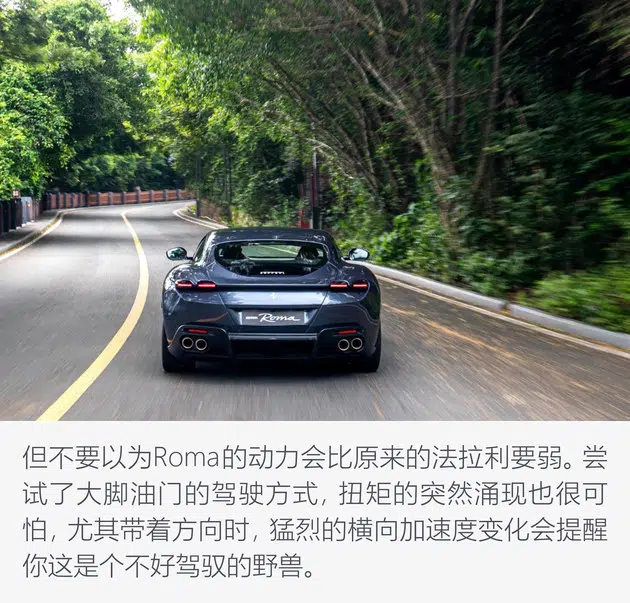 Roma
但不要以为Roma的动力会比原来的法拉利要弱。尝
试了大脚油门的驾驶方式，扭矩的突然涌现也很可
怕，尤其带着方向时，猛烈的横向加速度变化会提醒
你这是个不好驾驭的野兽。